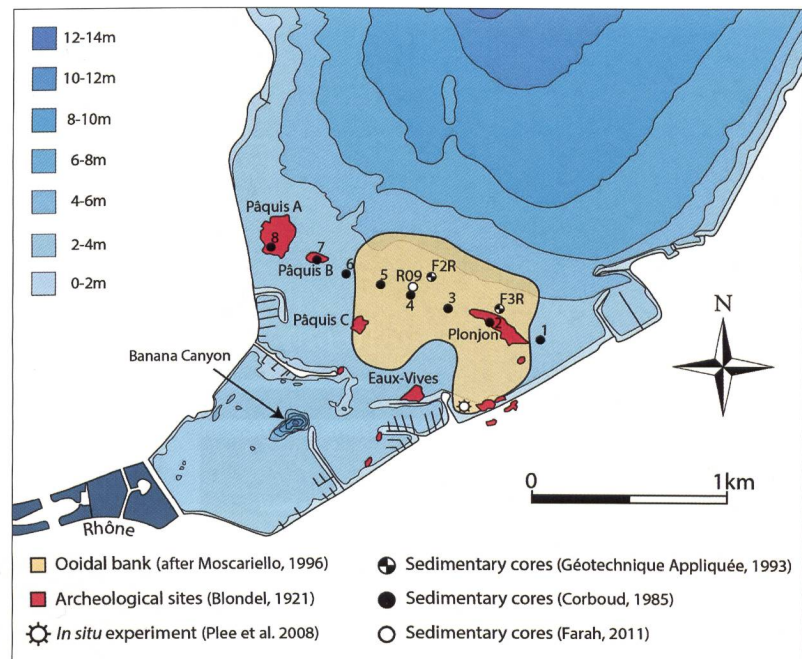 12-14m
10-12m
8-10m
6-8m
4-6m
2-4m
0-2m
Pâquis A
8
7
Pâquis B
6
5
R09
4
F2R
3
F3R
2
Plonjon
1
Pâquis C
N
Banana Canyon
Eaux-Vives
0 1km
Rhône
Ooidal bank (after Moscariello, 1996)
Archeological sites (Blondel, 1921)
In situ experiment (Plee et al. 2008)
Sedimentary cores (Géotechnique Appliquée, 1993)
Sedimentary cores (Corboud, 1985)
Sedimentary cores (Farah, 2011)